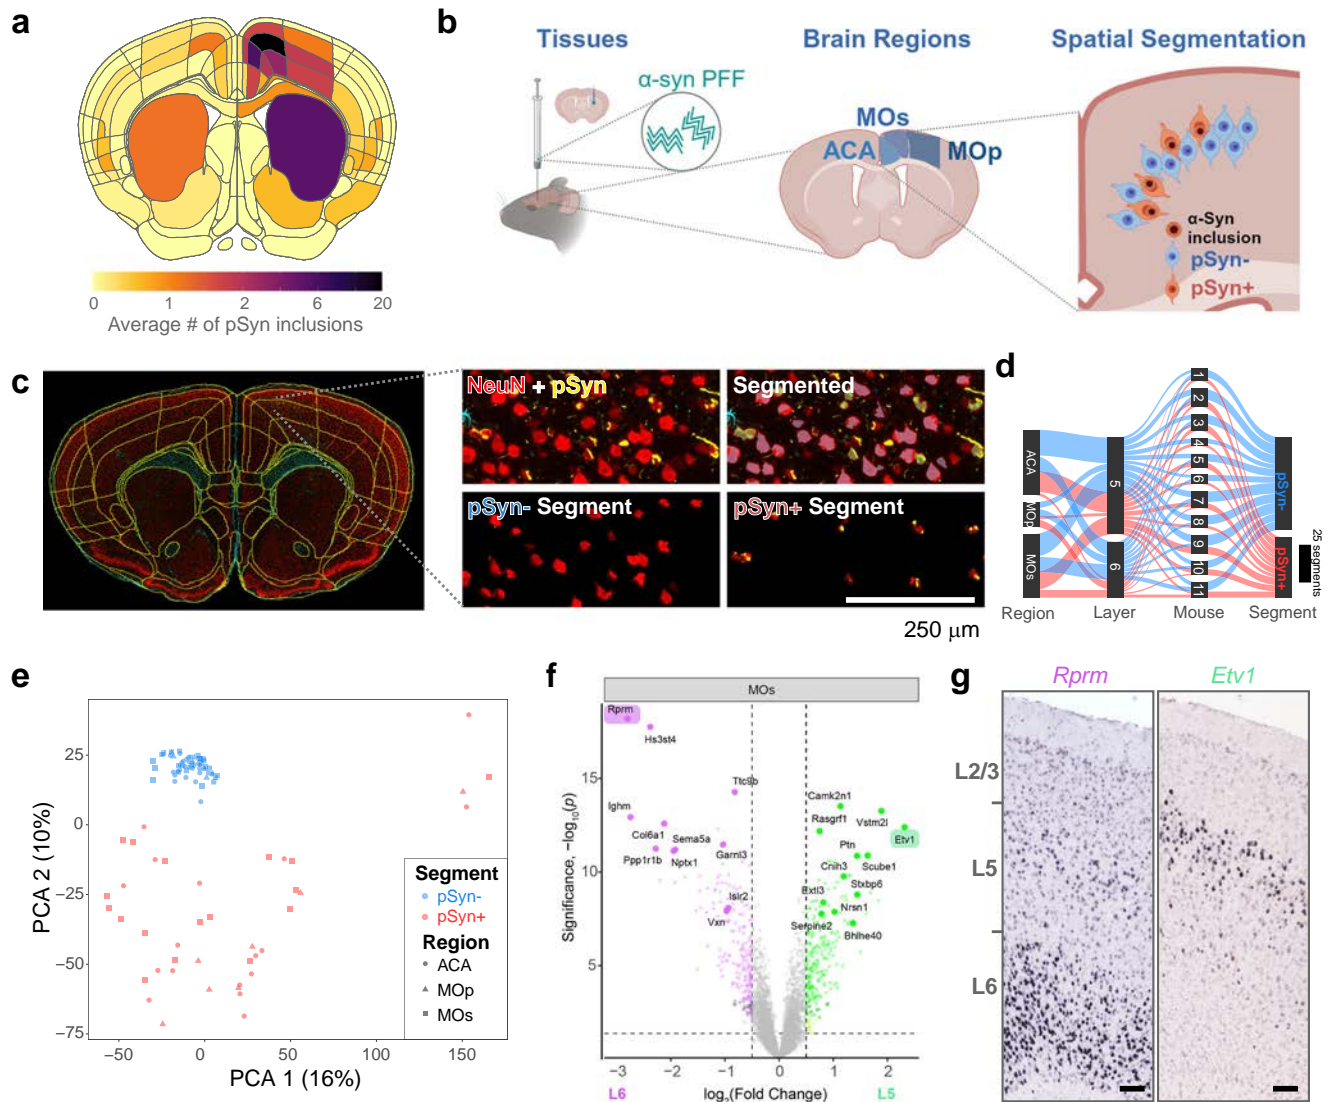 a
0 1 2 6 20
Average # of pSyn inclusions
b
Tissues
Brain Regions
Spatial Segmentation
α-syn PFF
MOs
ACA
MOp
α-Syn
inclusion
pSyn-
pSyn+
c
NeuN + pSyn
Segmented
pSyn- Segment
pSyn+ Segment
250 μm
d
ACA
MOp
MOs
5
6
1
2
3
4
5
6
7
8
9
10
11
pSyn-
pSyn+
25 segments
Region Layer Mouse Segment
e
25
0
−25
−50
−75
−50 0 50 100 150
PCA 1 (16%)
PCA 2 (10%)
Segment
pSyn-
pSyn+
Region
ACA
MOp
MOs
f
MOs
Rprm
Hs3st4
Ttc9b
Ighm
Col6a1
Sema5a
Ppp1r1b
Nptx1
Garnl3
Islr2
Vxn
Camk2n1
Rasgrf1
Vstm2l
Etv1
Ptn
Cnih3
Scube1
Extl3
Stxbp6
Nrsn1
Serpine2
Bhlhe40
15
10
5
−3 −2 −1 0 1 2
L6
log₂(Fold Change)
L5
Significance, −log₁₀(p)
g
Rprm
Etv1
L2/3
L5
L6